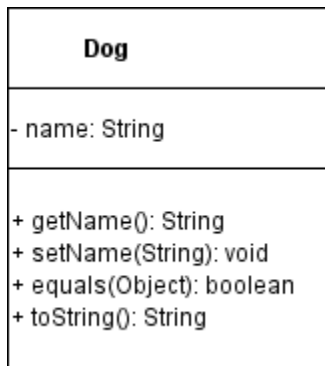 Dog
- name: String
+ getName(): String
+ setName(String): void
+ equals(Object): boolean
+ toString(): String